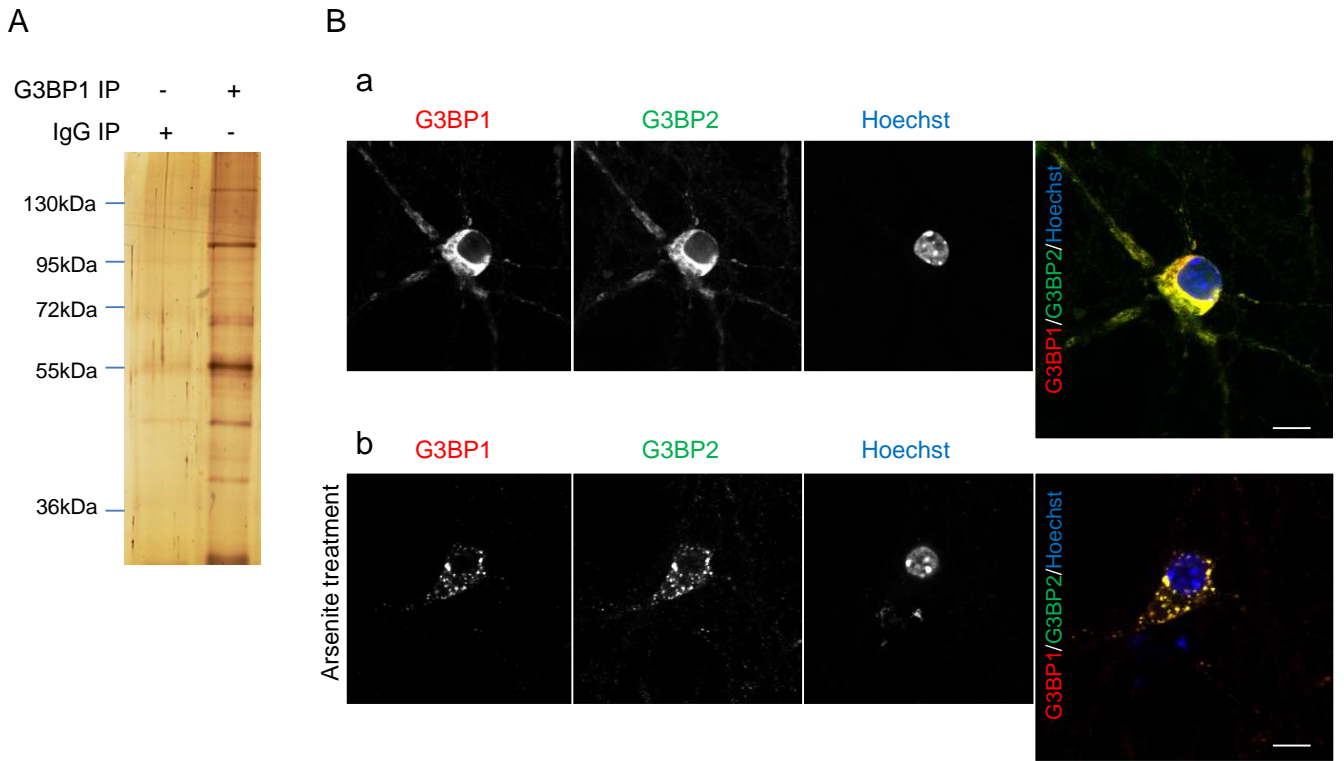 A
G3BP1 IP - +
IgG IP + -
130kDa
95kDa
72kDa
55kDa
36kDa
B
a
G3BP1 G3BP2 Hoechst
G3BP1/G3BP2/Hoechst
b
G3BP1 G3BP2 Hoechst
Arsenite treatment
G3BP1/G3BP2/Hoechst